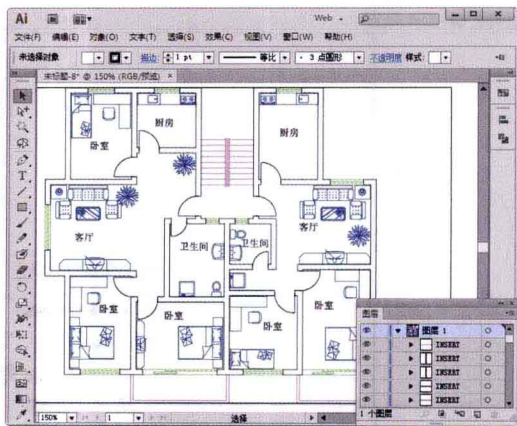 Ai Web
文件(F) 编辑(E) 对象(O) 文字(T) 选择(S) 效果(C) 视图(V) 窗口(W) 帮助(H)
未选择对象 描边: 1 pt 等比 3 点圆形 不透明度 样式:
未标题-8* @ 150% (RGB/预览) ×
厨房 厨房
卧室
客厅 卫生间 卫生间 客厅
卧室 卧室 卧室 卧室
图层
图层 1
INSERT
INSERT
INSERT
INSERT
1 个图层
150% 1 选择